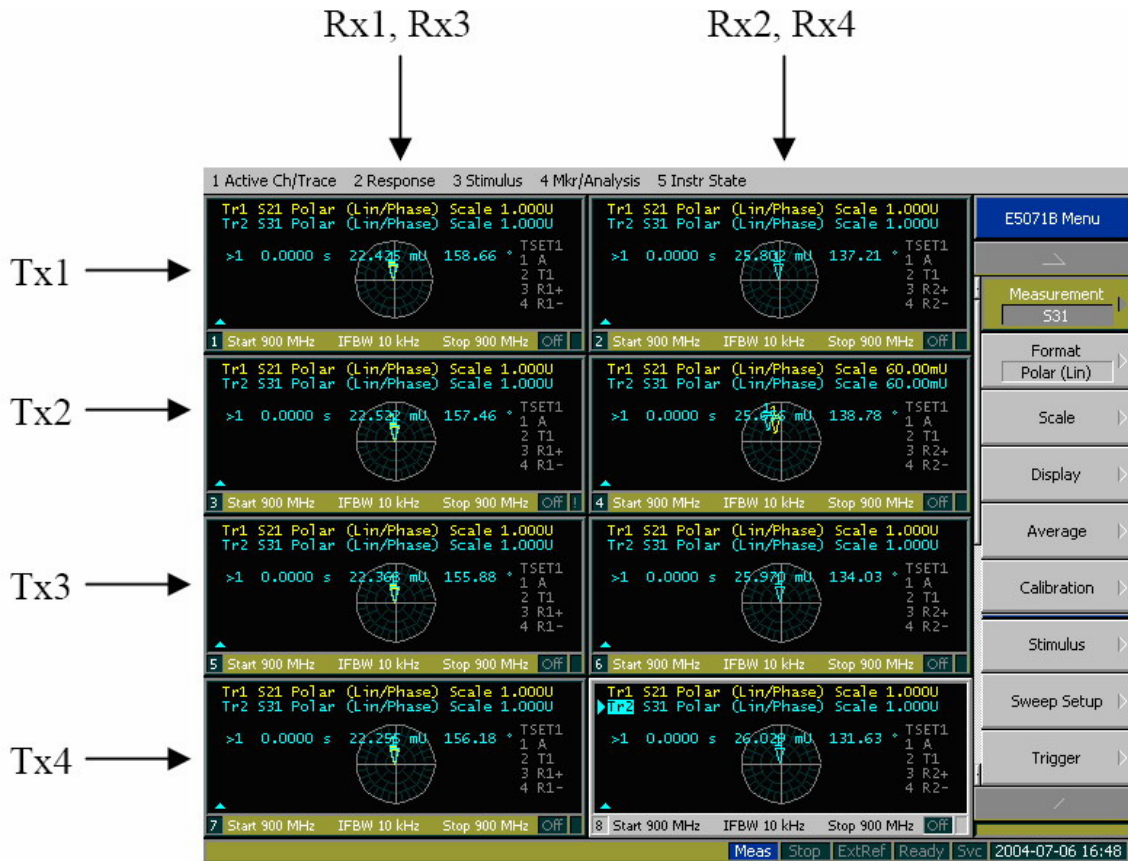 Rx1, Rx3
Rx2, Rx4
1 Active Ch/Trace 2 Response 3 Stimulus 4 Mkr/Analysis 5 Instr State
Tx1
Tr1 S21 Polar (Lin/Phase) Scale 1.000U
Tr2 S31 Polar (Lin/Phase) Scale 1.000U
>1 0.0000 s 22.425 mU 158.66 °
TSET1
1 A
2 T1
3 R1+
4 R1-
1 Start 900 MHz IFBW 10 kHz Stop 900 MHz Off
Tr1 S21 Polar (Lin/Phase) Scale 1.000U
Tr2 S31 Polar (Lin/Phase) Scale 1.000U
>1 0.0000 s 25.802 mU 137.21 °
TSET1
1 A
2 T1
3 R2+
4 R2-
2 Start 900 MHz IFBW 10 kHz Stop 900 MHz Off
Tx2
Tr1 S21 Polar (Lin/Phase) Scale 1.000U
Tr2 S31 Polar (Lin/Phase) Scale 1.000U
>1 0.0000 s 22.522 mU 157.46 °
TSET1
1 A
2 T1
3 R1+
4 R1-
3 Start 900 MHz IFBW 10 kHz Stop 900 MHz Off !
Tr1 S21 Polar (Lin/Phase) Scale 60.00mU
Tr2 S31 Polar (Lin/Phase) Scale 60.00mU
>1 0.0000 s mU 138.78 °
TSET1
1 A
2 T1
3 R2+
4 R2-
4 Start 900 MHz IFBW 10 kHz Stop 900 MHz Off
Tx3
Tr1 S21 Polar (Lin/Phase) Scale 1.000U
Tr2 S31 Polar (Lin/Phase) Scale 1.000U
>1 0.0000 s 22.368 mU 155.88 °
TSET1
1 A
2 T1
3 R1+
4 R1-
5 Start 900 MHz IFBW 10 kHz Stop 900 MHz Off
Tr1 S21 Polar (Lin/Phase) Scale 1.000U
Tr2 S31 Polar (Lin/Phase) Scale 1.000U
>1 0.0000 s 25.970 mU 134.03 °
TSET1
1 A
2 T1
3 R2+
4 R2-
6 Start 900 MHz IFBW 10 kHz Stop 900 MHz Off
Tx4
Tr1 S21 Polar (Lin/Phase) Scale 1.000U
Tr2 S31 Polar (Lin/Phase) Scale 1.000U
>1 0.0000 s 22.256 mU 156.18 °
TSET1
1 A
2 T1
3 R1+
4 R1-
7 Start 900 MHz IFBW 10 kHz Stop 900 MHz Off
Tr1 S21 Polar (Lin/Phase) Scale 1.000U
Tr2 S31 Polar (Lin/Phase) Scale 1.000U
>1 0.0000 s 26.029 mU 131.63 °
TSET1
1 A
2 T1
3 R2+
4 R2-
8 Start 900 MHz IFBW 10 kHz Stop 900 MHz Off
E5071B Menu
Measurement
S31
Format
Polar (Lin)
Scale
Display
Average
Calibration
Stimulus
Sweep Setup
Trigger
Meas Stop ExtRef Ready Svc 2004-07-06 16:48